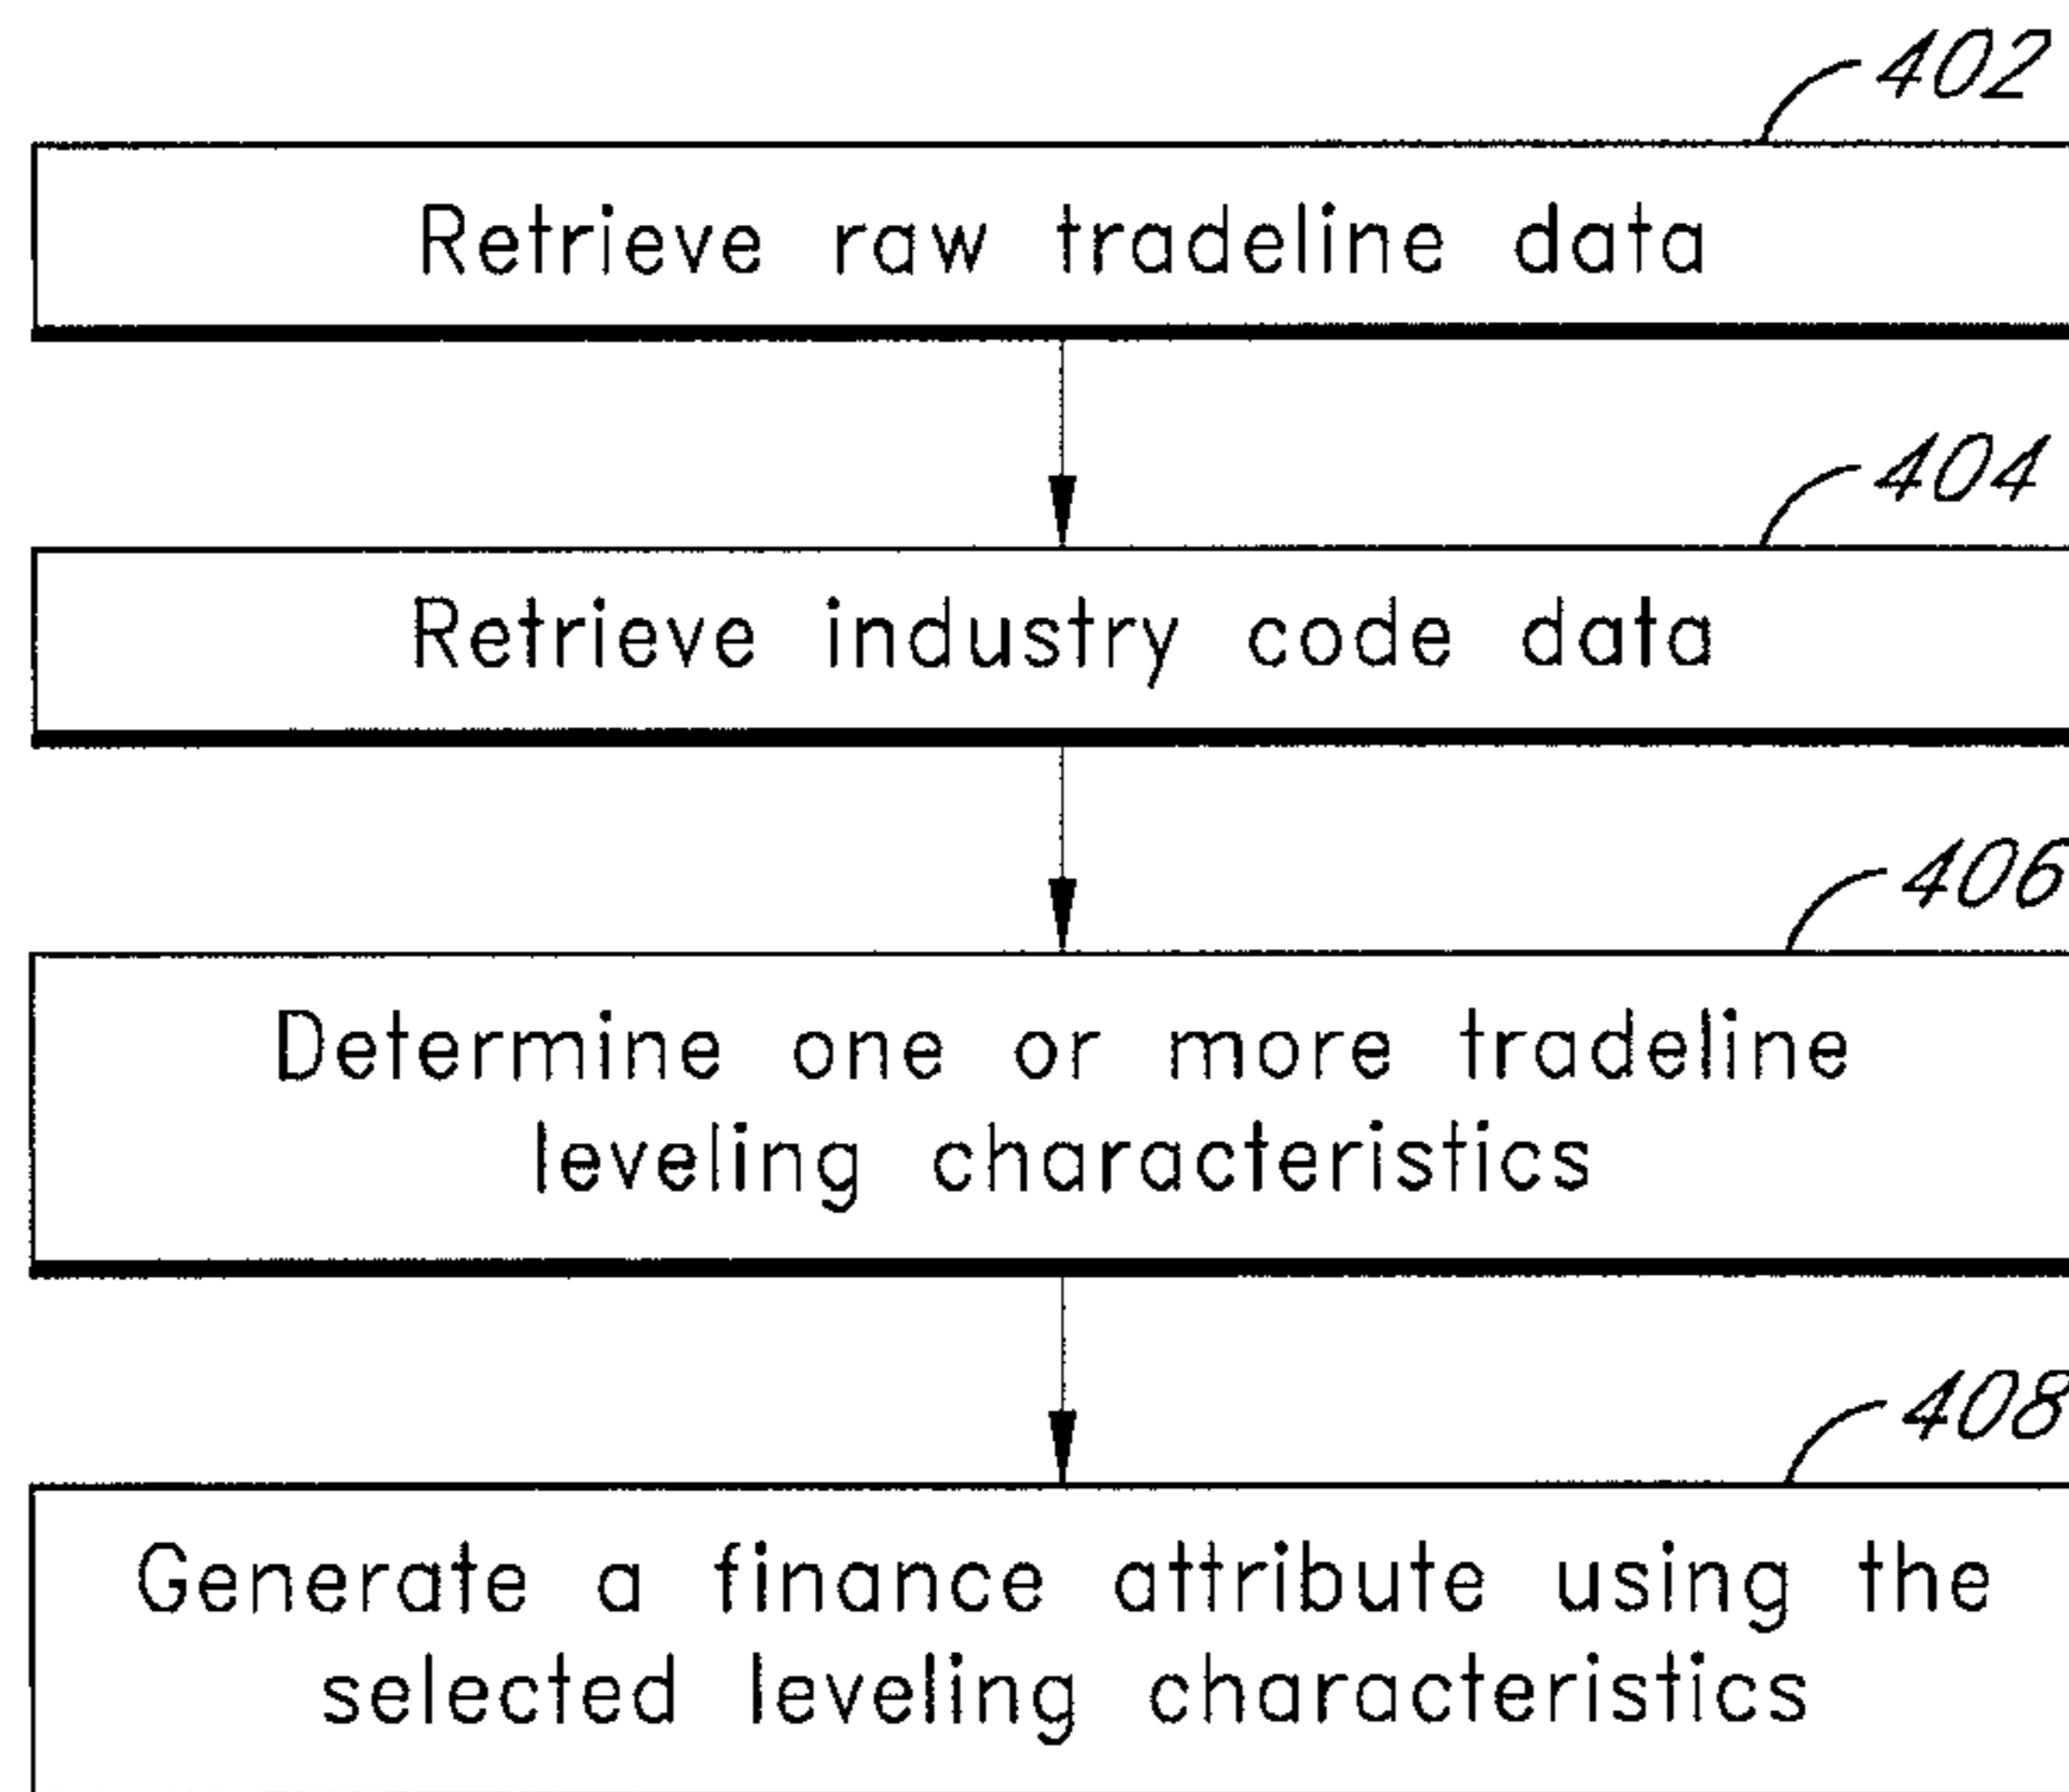 402
Retrieve raw tradeline data
404
Retrieve industry code data
406
Determine one or more tradeline
leveling characteristics
408
Generate a finance attribute using the
selected leveling characteristics